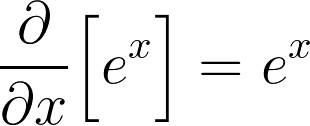 ∂/∂x [e^x] = e^x